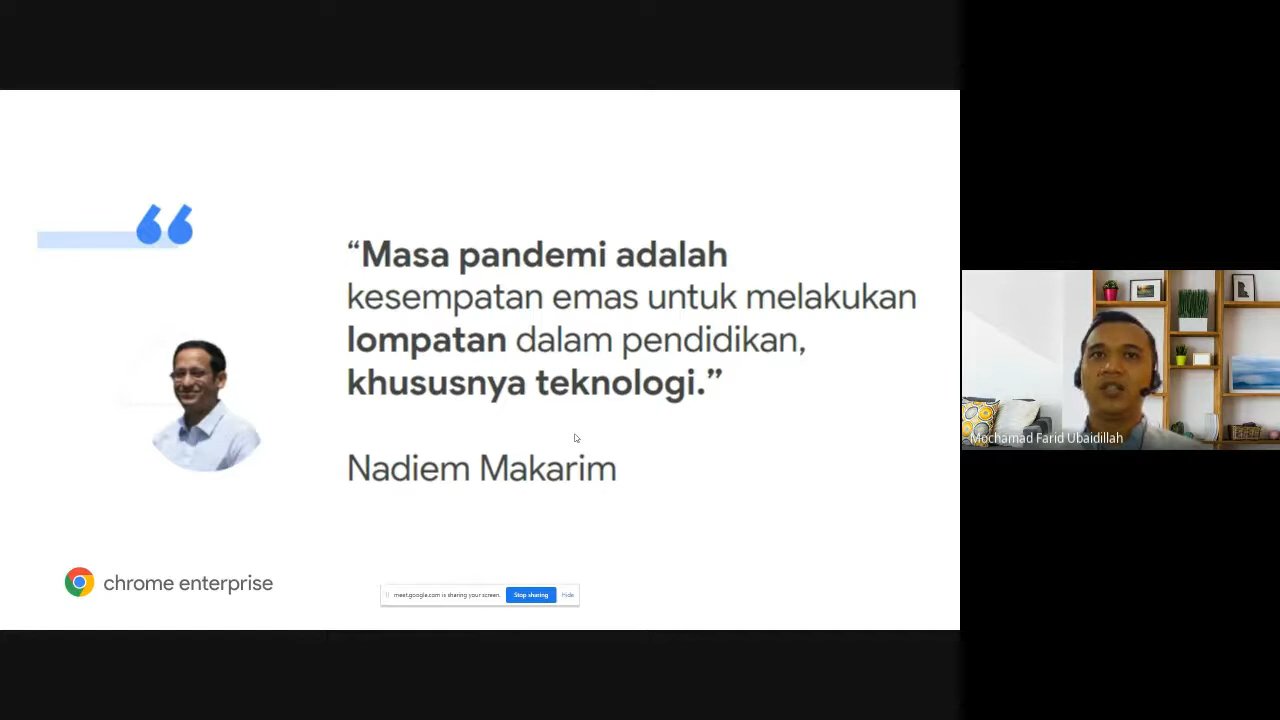 “Masa pandemi adalah
kesempatan emas untuk melakukan
lompatan dalam pendidikan,
khususnya teknologi.”
Nadiem Makarim
chrome enterprise
meet.google.com is sharing your screen.
Stop sharing
Hide
Mochamad Farid Ubaidillah